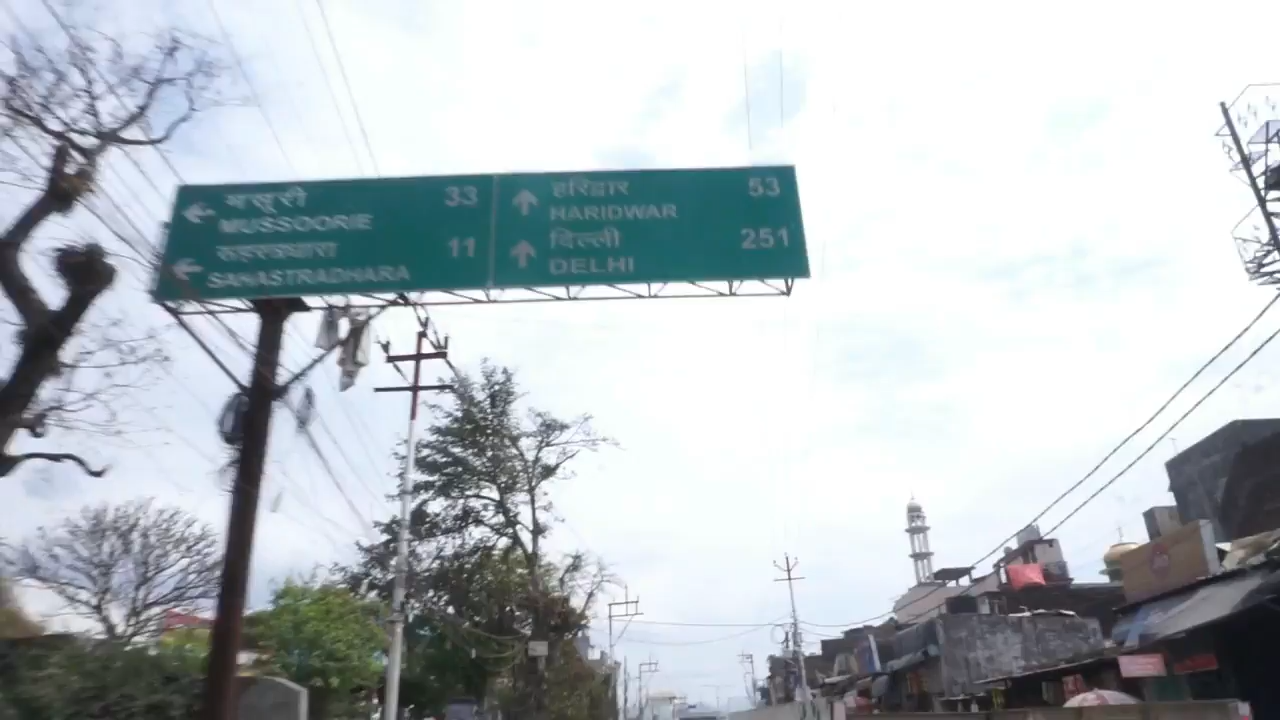 मसूरी 33
MUSSOORIE
सहस्त्रधारा 11
SAHASTRADHARA
हरिद्वार 53
HARIDWAR
दिल्ली 251
DELHI